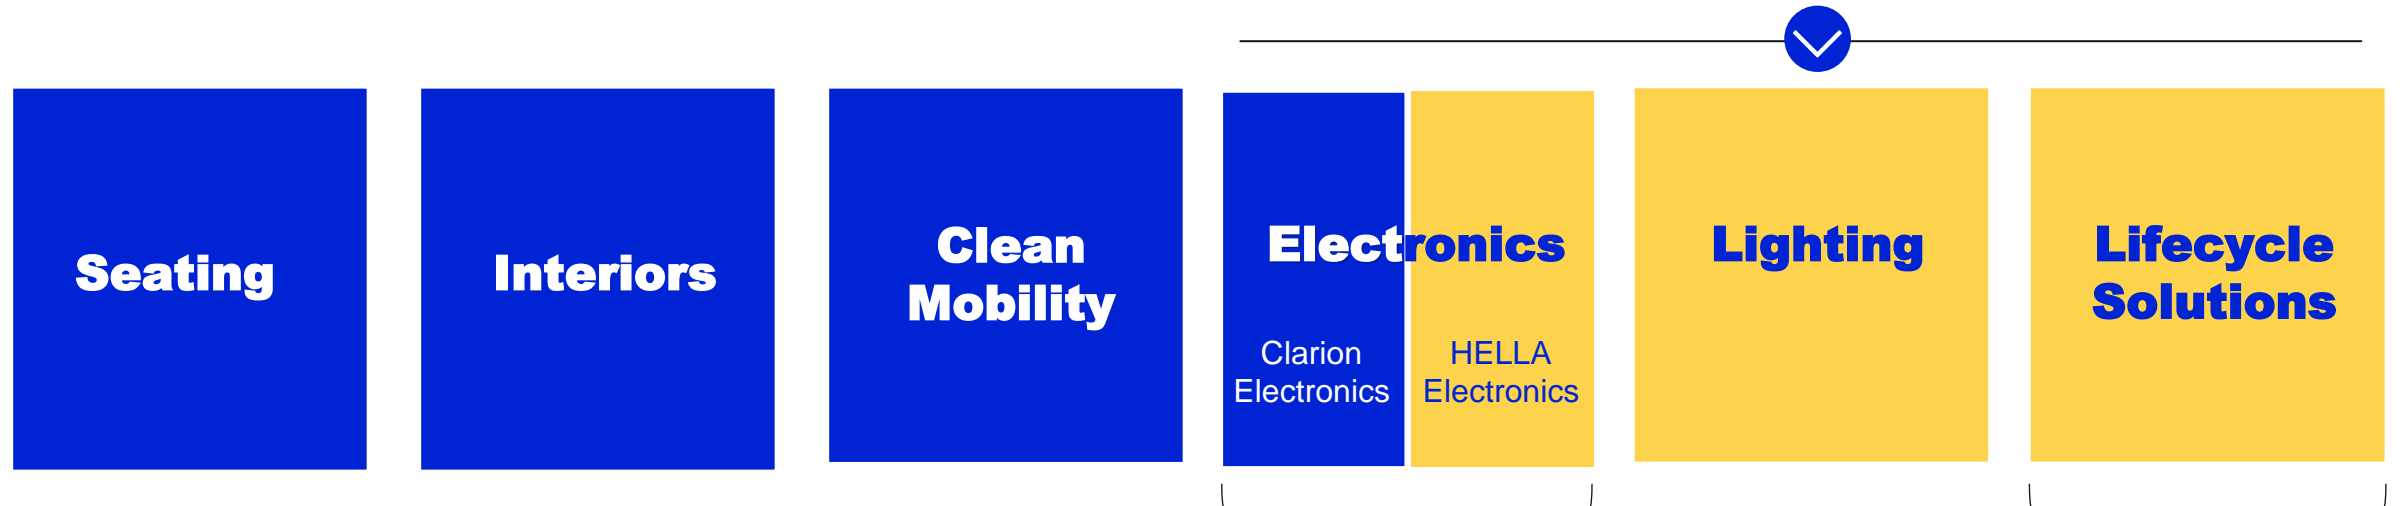 Seating
Interiors
Clean
Mobility
Electronics
Clarion
Electronics
HELLA
Electronics
Lighting
Lifecycle
Solutions